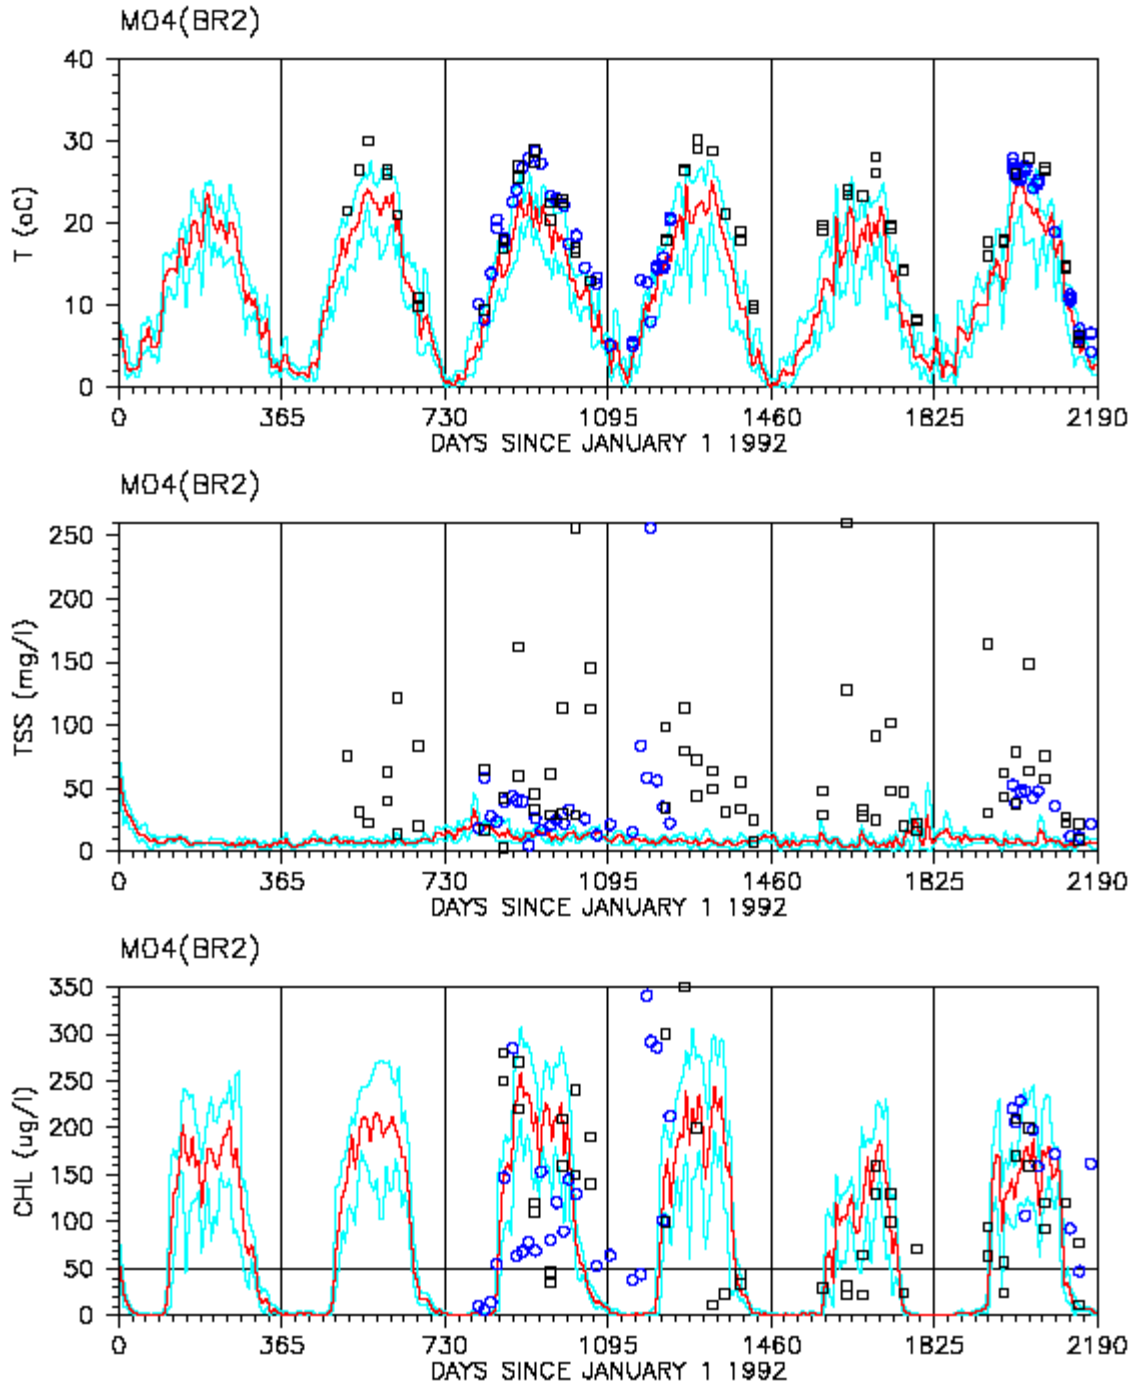 M04(BR2)
40
30
20
10
0
T (oC)
0 365 730 1095 1460 1825 2190
DAYS SINCE JANUARY 1 1992
M04(BR2)
250
200
150
100
50
0
TSS (mg/l)
0 365 730 1095 1460 1825 2190
DAYS SINCE JANUARY 1 1992
M04(BR2)
350
300
250
200
150
100
50
0
CHL (ug/l)
0 365 730 1095 1460 1825 2190
DAYS SINCE JANUARY 1 1992